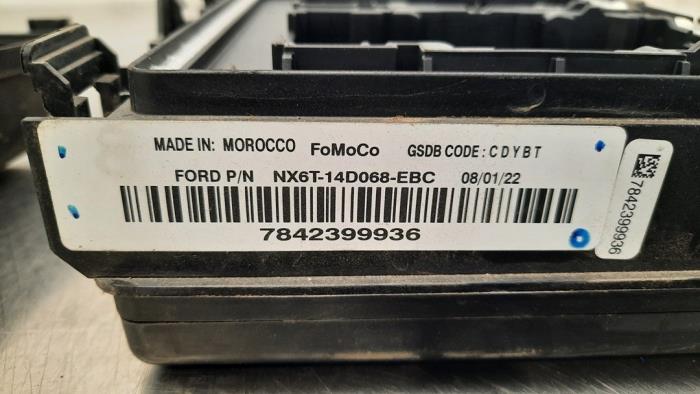 MADE IN: MOROCCO FoMoCo GSDB CODE: CDYBT
FORD P/N NX6T-14D068-EBC 08/01/22
7842399936
7842399936